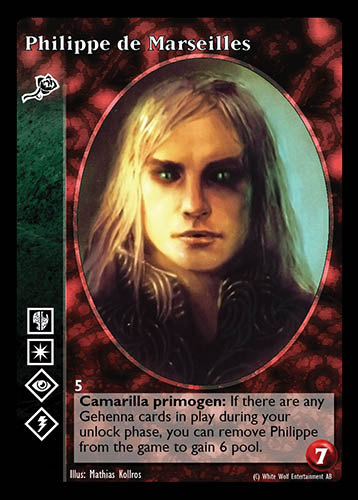 Philippe de Marseilles
5
Camarilla primogen: If there are any
Gehenna cards in play during your
unlock phase, you can remove Philippe
from the game to gain 6 pool.
7
Illus: Mathias Kollros
(C) White Wolf Entertainment AB